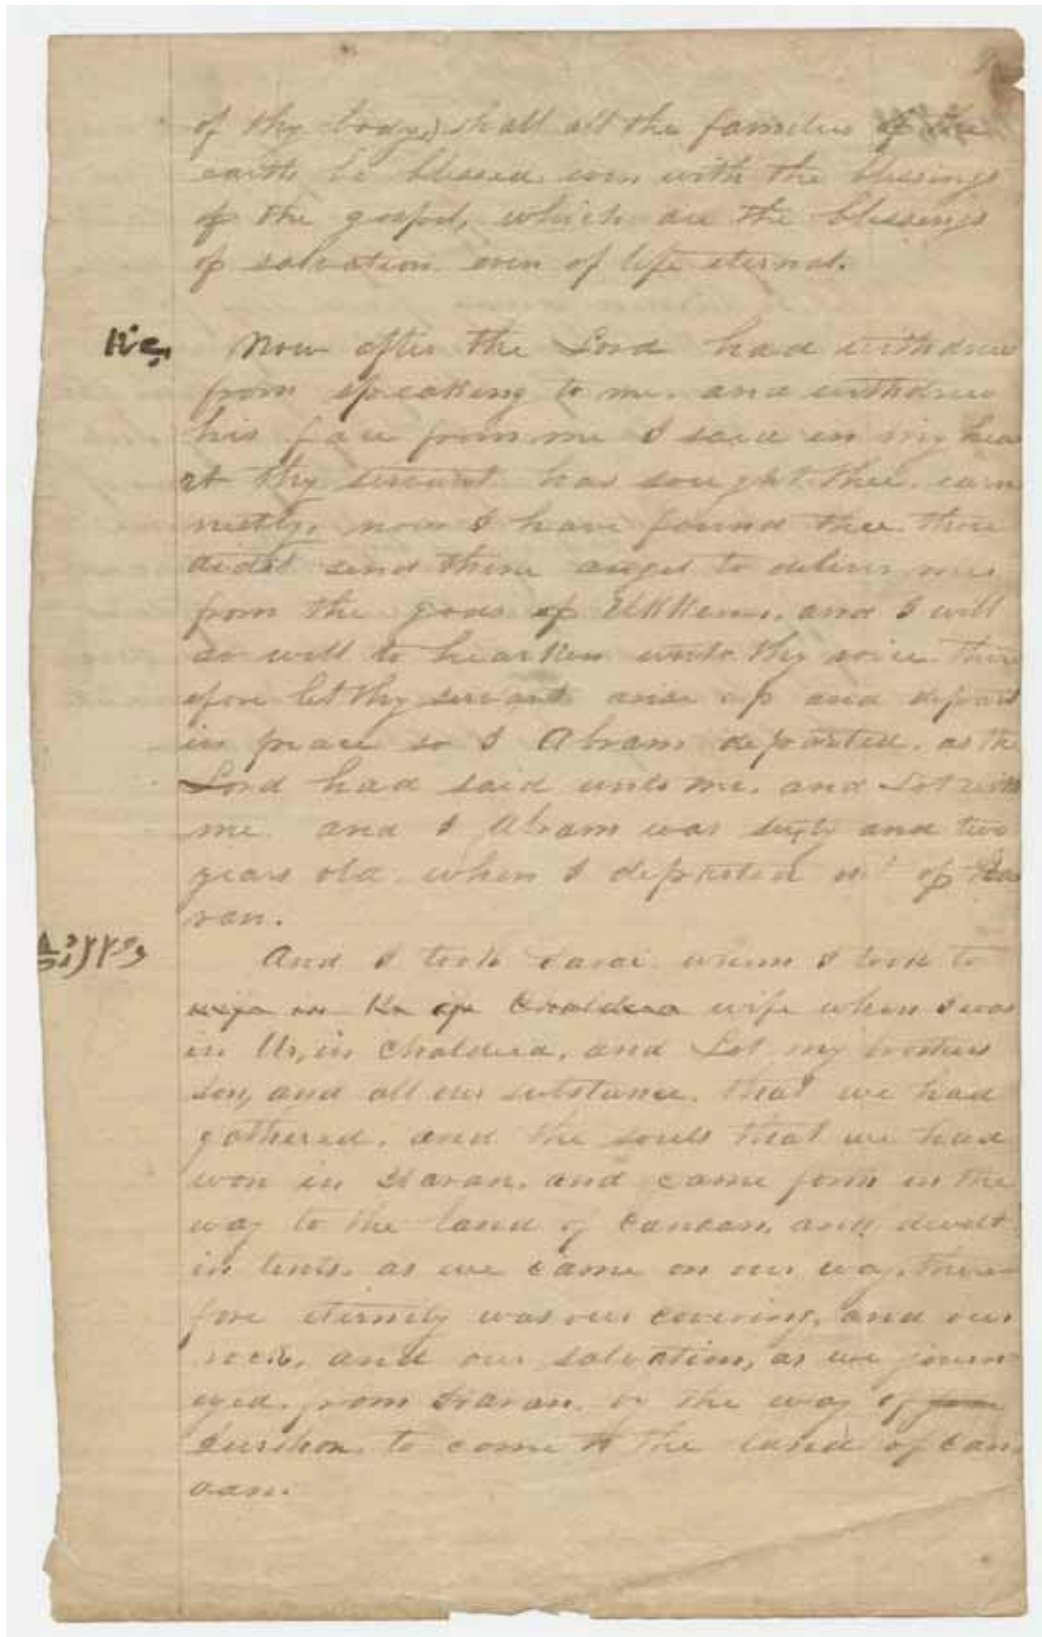 of thy body) shall all the families of the
earth be blessed even with the blessings
of the gospel, which are the blessings
of salvation even of life eternal.
Now after the Lord had withdrew
from speaking to me. and withdrew
his face from me I said in my hea
rt thy servant has sought thee. earn
nestly, now I have found thee. thou
didst send thine angel to deliver me
from the gods of Elkkener, and I will
do will to hearken unto thy voice. ther
efore let thy servant arise up and depart
in peace so I Abram departed. as the
Lord had said unto me. and Lot with
me. and I Abram was sixty and two
years old. when I departed out of Ha
ran.
And I took Sarai whom I took to
wife when I was
in Ur, in Chaldeea, and Lot my brothers
son, and all our substance. that we had
gathered. and the souls that we had
won in Haran. and came forth in the
way to the land of Canaan, and dwelt
in tents. as we came on our way, there
fore eternity was our covering, and our
rock, and our salvation, as we journ
eyed. from Haran. by the way of
Jurshon. to come to the land of Can
aan.